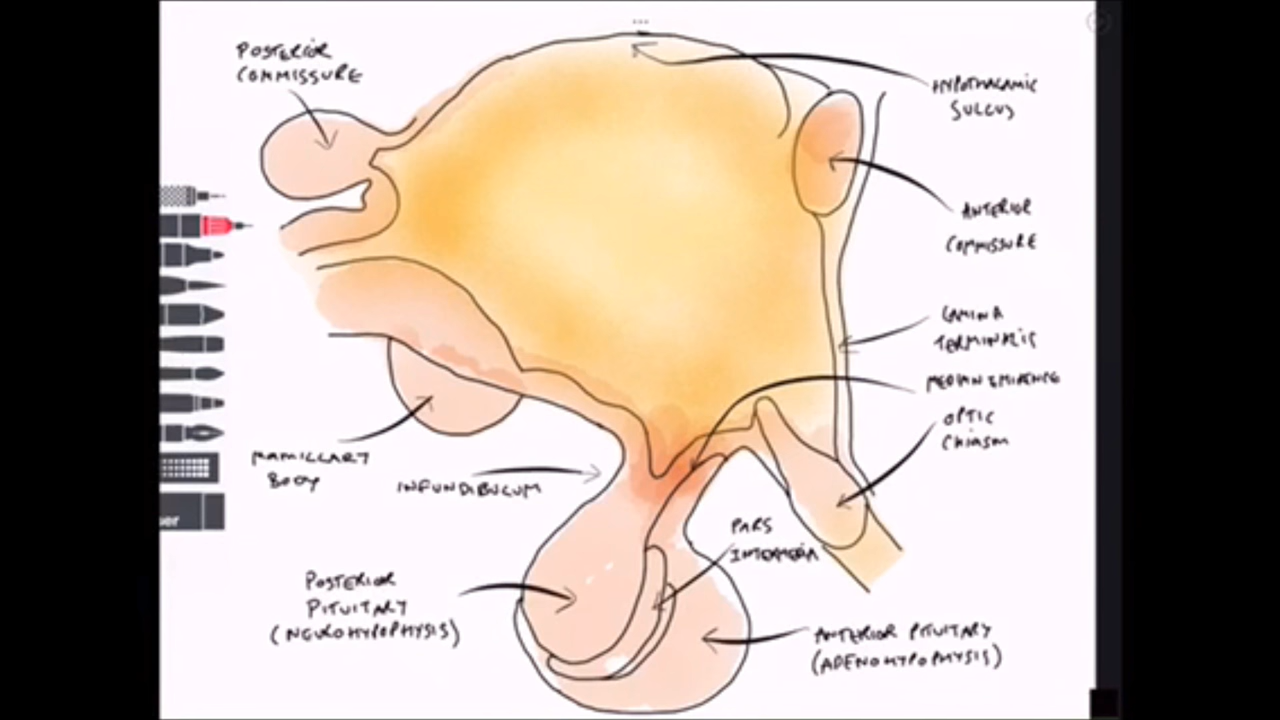 POSTERIOR
COMMISSURE
HYPOTHALAMIC
SULCUS
ANTERIOR
COMMISSURE
LAMINA
TERMINALIS
MEDIAN EMINENCE
OPTIC
CHIASM
MAMILLARY
BODY
INFUNDIBULUM
PARS
INTERMEDIA
POSTERIOR
PITUITARY
(NEUROHYPOPHYSIS)
ANTERIOR PITUITARY
(ADENOHYPOPHYSIS)